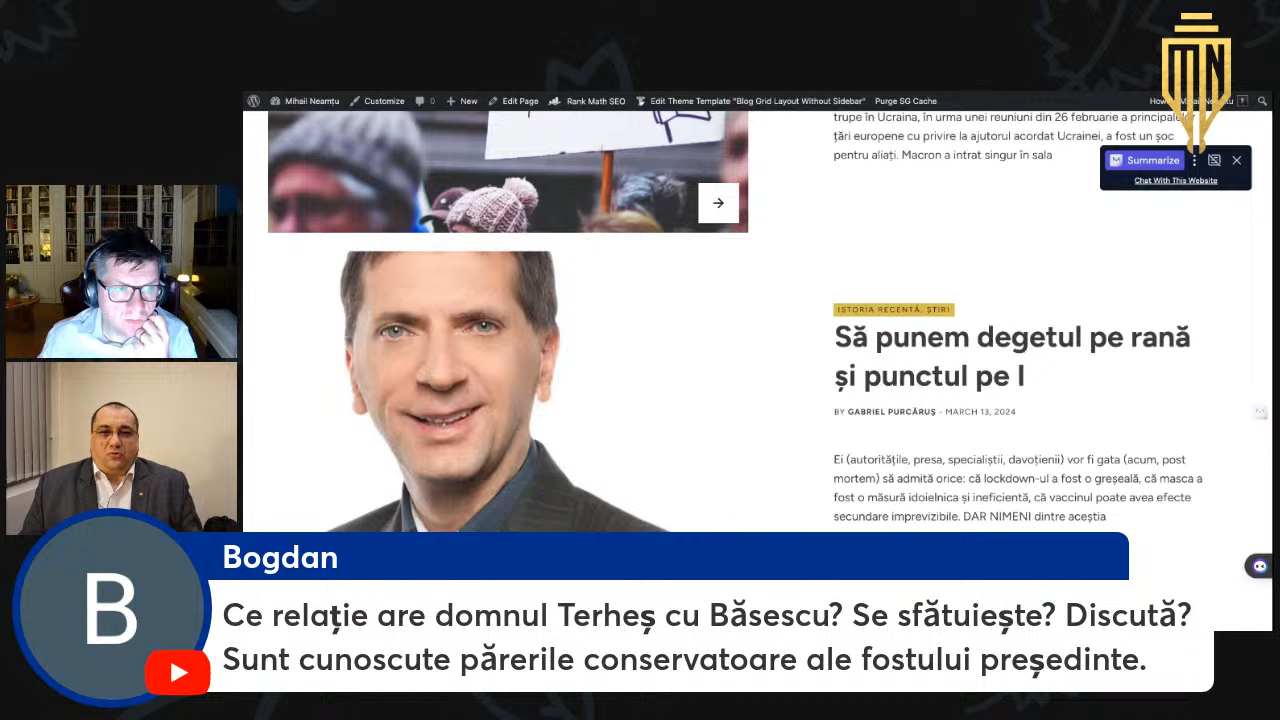 MN
Mihail Neamțu
Customize
0
New
Edit Page
Rank Math SEO
Edit Theme Template "Blog Grid Layout Without Sidebar"
Purge SG Cache
trupe în Ucraina, în urma unei reuniuni din 26 februarie a principalelor
țări europene cu privire la ajutorul acordat Ucrainei, a fost un șoc
pentru aliați. Macron a intrat singur în sala
Summarize
Chat With This Website
ISTORIA RECENTĂ, ȘTIRI
Să punem degetul pe rană
și punctul pe I
BY GABRIEL PURCĂRUȘ - MARCH 13, 2024
Ei (autoritățile, presa, specialiștii, davoțienii) vor fi gata (acum, post
mortem) să admită orice: că lockdown-ul a fost o greșeală, că masca a
fost o măsură idoielnica și ineficientă, că vaccinul poate avea efecte
secundare imprevizibile. DAR NIMENI dintre aceștia
B
Bogdan
Ce relație are domnul Terheș cu Băsescu? Se sfătuiește? Discută?
Sunt cunoscute părerile conservatoare ale fostului președinte.